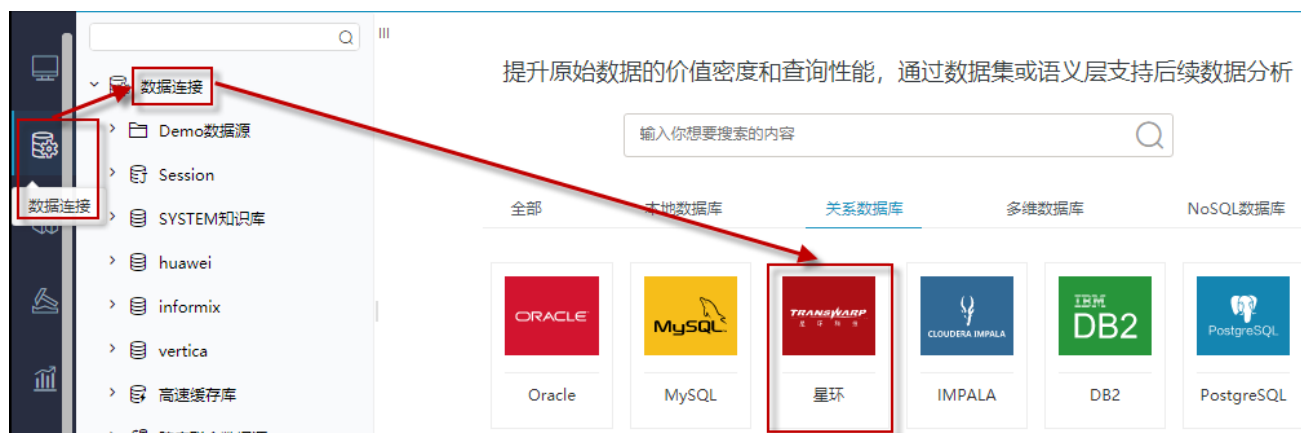 数据连接
Demo数据源
Session
SYSTEM知识库
huawei
informix
vertica
高速缓存库
数据连接
提升原始数据的价值密度和查询性能，通过数据集或语义层支持后续数据分析
输入你想要搜索的内容
全部 本地数据库 关系数据库 多维数据库 NoSQL数据库
ORACLE MySQL TRANSWARP CLOUDERA IMPALA IBM DB2 PostgreSQL
星环科技
Oracle MySQL 星环 IMPALA DB2 PostgreSQL